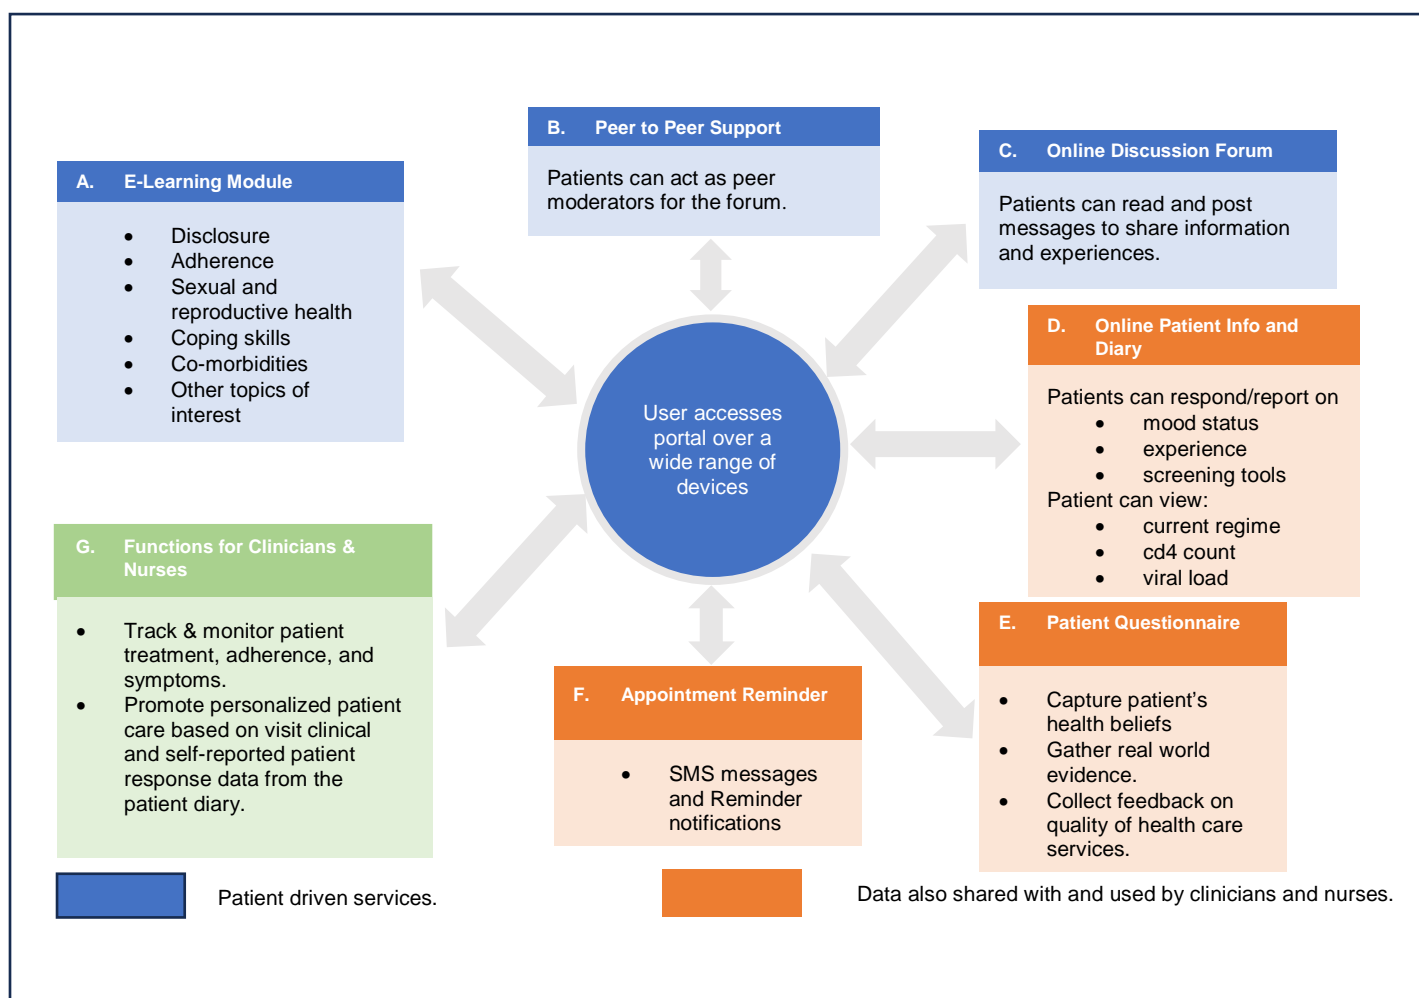 A. E-Learning Module
• Disclosure
• Adherence
• Sexual and
reproductive health
• Coping skills
• Co-morbidities
• Other topics of
interest
B. Peer to Peer Support
Patients can act as peer
moderators for the forum.
C. Online Discussion Forum
Patients can read and post
messages to share information
and experiences.
D. Online Patient Info and
Diary
Patients can respond/report on
• mood status
• experience
• screening tools
Patient can view:
• current regime
• cd4 count
• viral load
User accesses
portal over a
wide range of
devices
E. Patient Questionnaire
• Capture patient’s
health beliefs
• Gather real world
evidence.
• Collect feedback on
quality of health care
services.
F. Appointment Reminder
• SMS messages
and Reminder
notifications
G. Functions for Clinicians &
Nurses
• Track & monitor patient
treatment, adherence, and
symptoms.
• Promote personalized patient
care based on visit clinical
and self-reported patient
response data from the
patient diary.
Patient driven services.
Data also shared with and used by clinicians and nurses.